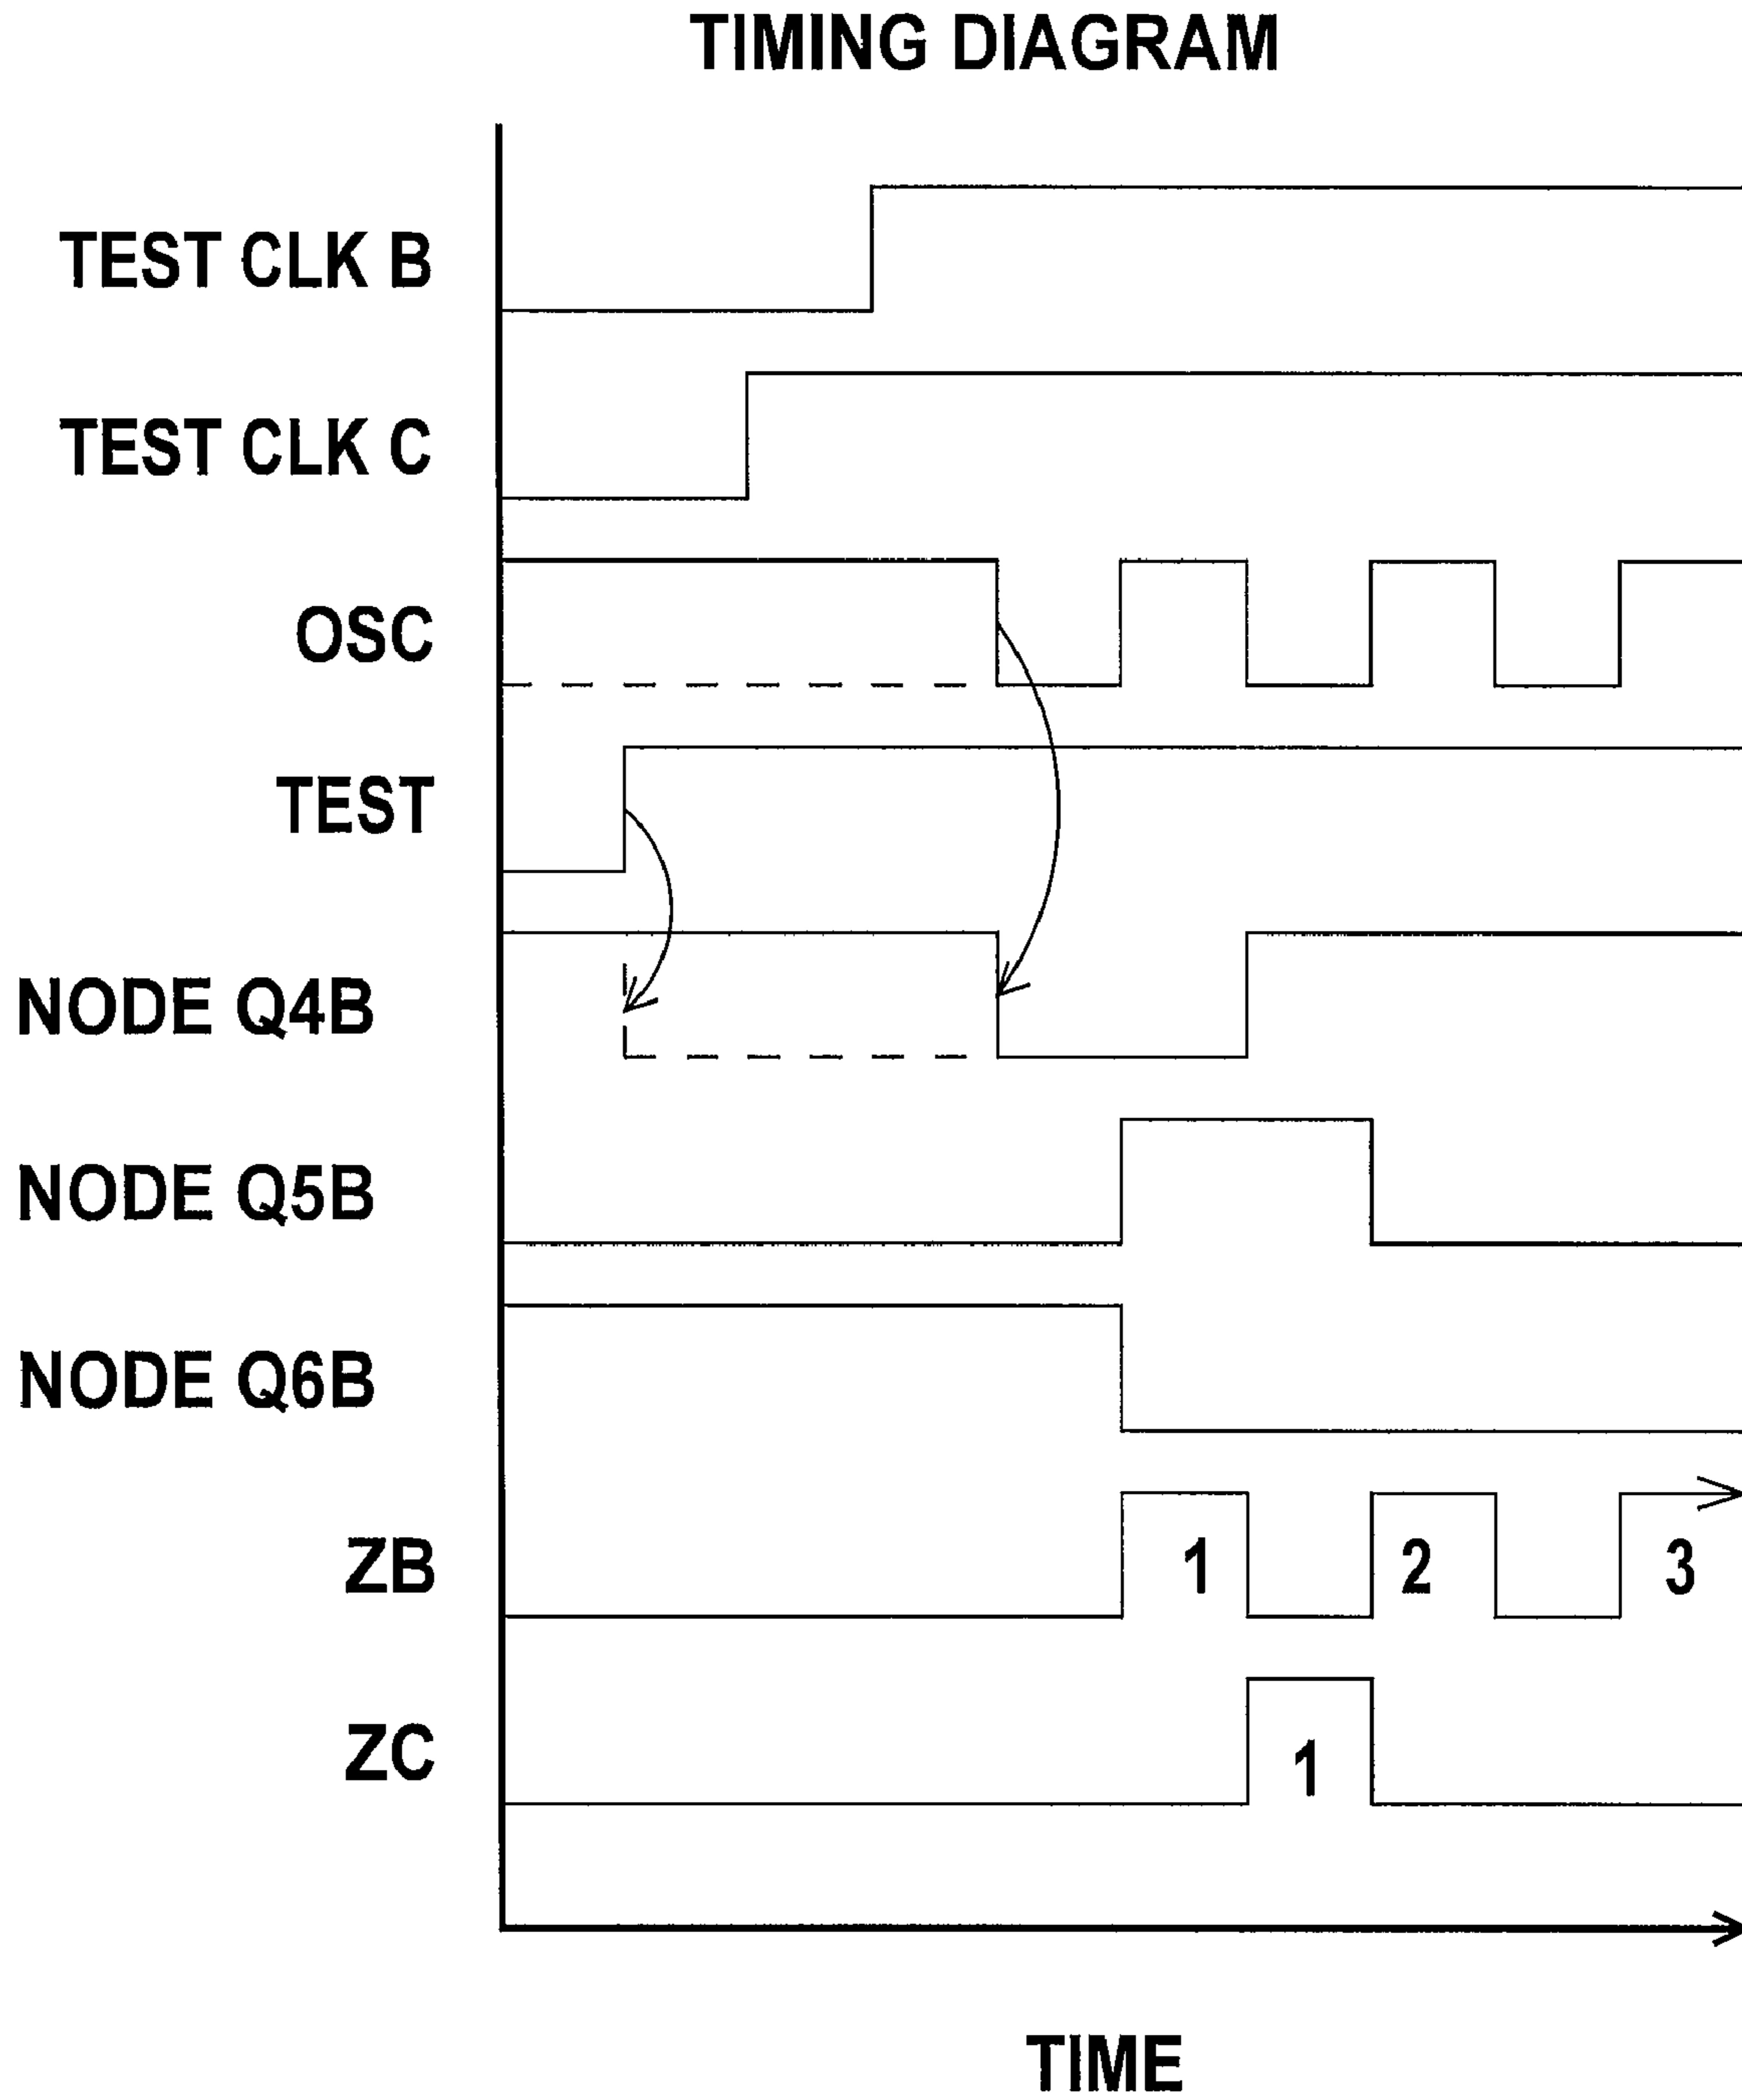 TIMING DIAGRAM
TEST CLK B
TEST CLK C
OSC
TEST
NODE Q4B
NODE Q5B
NODE Q6B
ZB
1
2
3
ZC
1
TIME